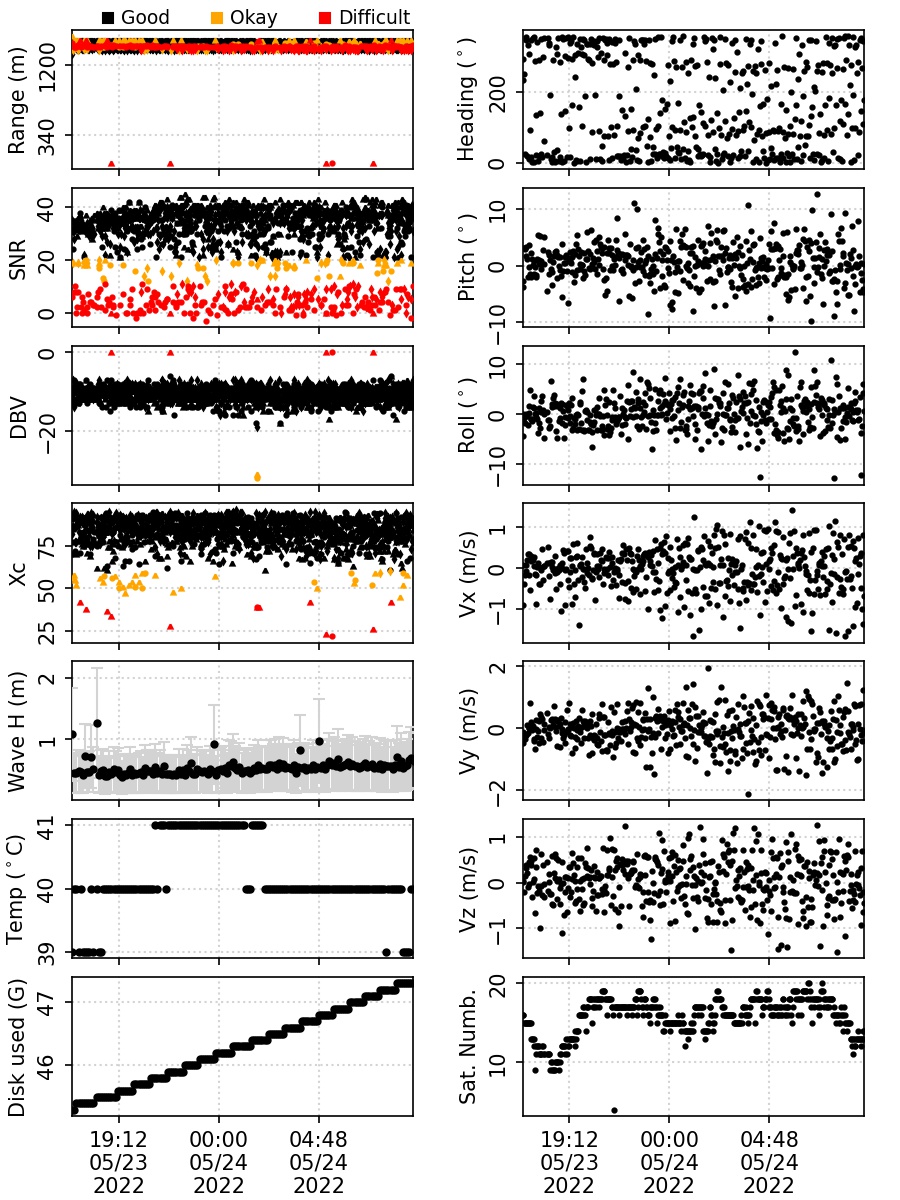 Good Okay Difficult
Range (m)
1200
340
Heading (°)
200
0
SNR
40
20
0
Pitch (°)
10
0
−10
DBV
0
−20
Roll (°)
10
0
−10
Xc
75
50
25
Vx (m/s)
1
0
−1
Wave H (m)
2
1
Vy (m/s)
2
0
−2
Temp (°C)
41
40
39
Vz (m/s)
1
0
−1
Disk used (G)
47
46
Sat. Numb.
20
10
19:12 00:00 04:48 19:12 00:00 04:48
05/23 05/24 05/24 05/23 05/24 05/24
2022 2022 2022 2022 2022 2022